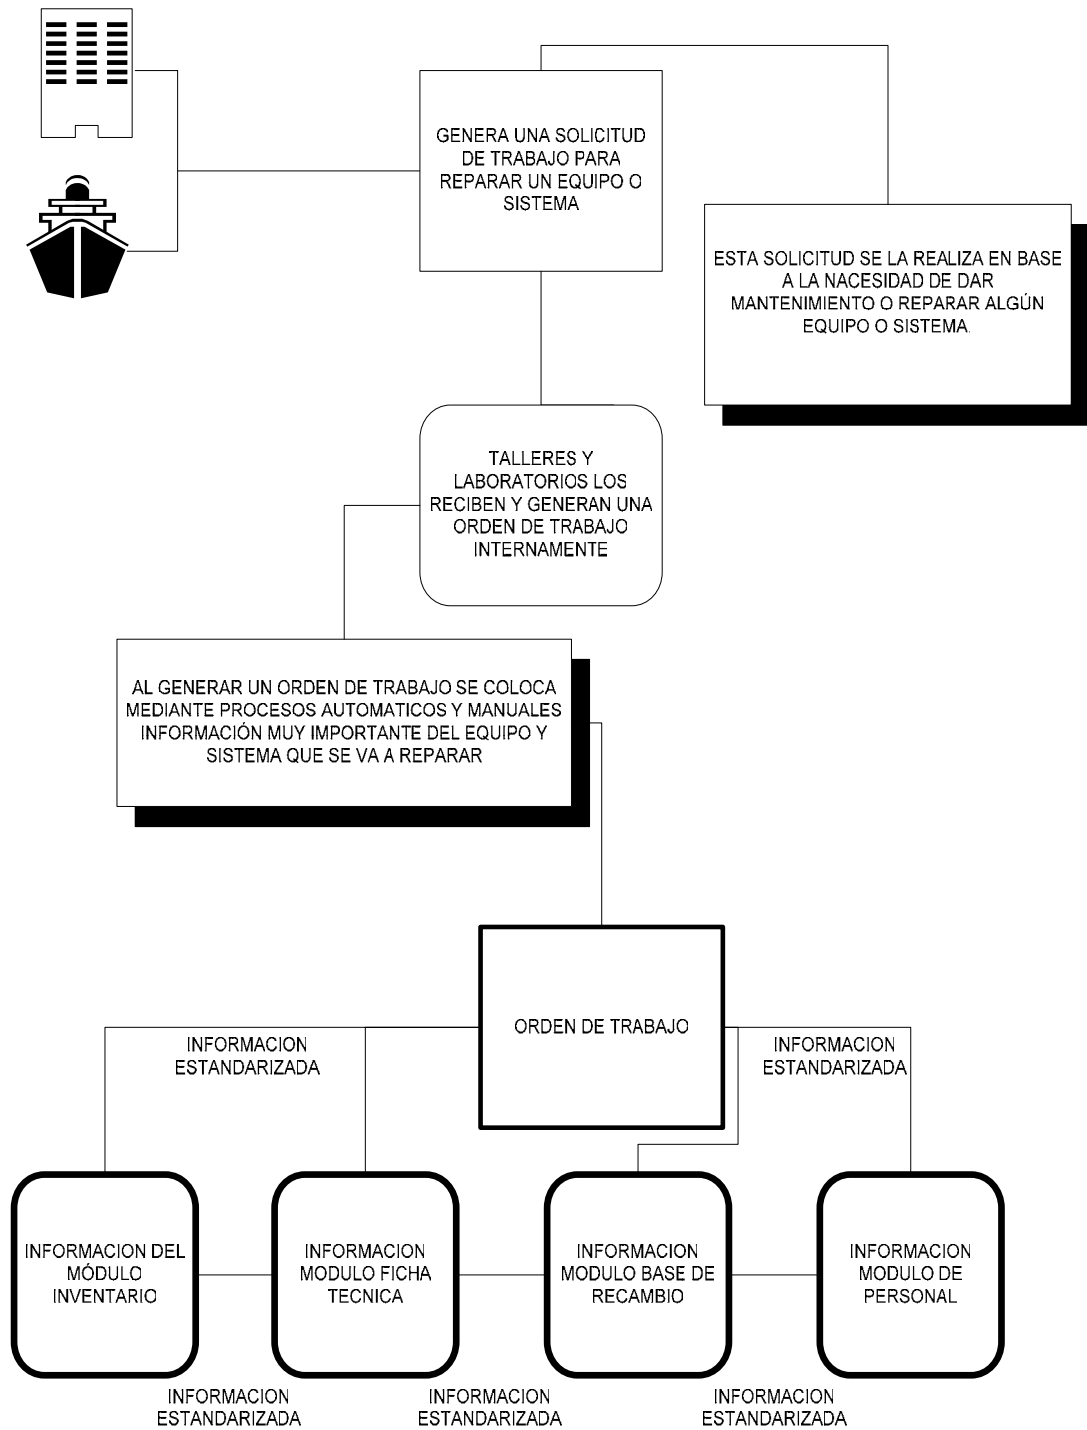 GENERA UNA SOLICITUD
DE TRABAJO PARA
REPARAR UN EQUIPO O
SISTEMA
ESTA SOLICITUD SE LA REALIZA EN BASE
A LA NACESIDAD DE DAR
MANTENIMIENTO O REPARAR ALGÚN
EQUIPO O SISTEMA.
TALLERES Y
LABORATORIOS LOS
RECIBEN Y GENERAN UNA
ORDEN DE TRABAJO
INTERNAMENTE
AL GENERAR UN ORDEN DE TRABAJO SE COLOCA
MEDIANTE PROCESOS AUTOMATICOS Y MANUALES
INFORMACIÓN MUY IMPORTANTE DEL EQUIPO Y
SISTEMA QUE SE VA A REPARAR
ORDEN DE TRABAJO
INFORMACION
ESTANDARIZADA
INFORMACION
ESTANDARIZADA
INFORMACION DEL
MÓDULO
INVENTARIO
INFORMACION
MODULO FICHA
TECNICA
INFORMACION
MODULO BASE DE
RECAMBIO
INFORMACION
MODULO DE
PERSONAL
INFORMACION
ESTANDARIZADA
INFORMACION
ESTANDARIZADA
INFORMACION
ESTANDARIZADA